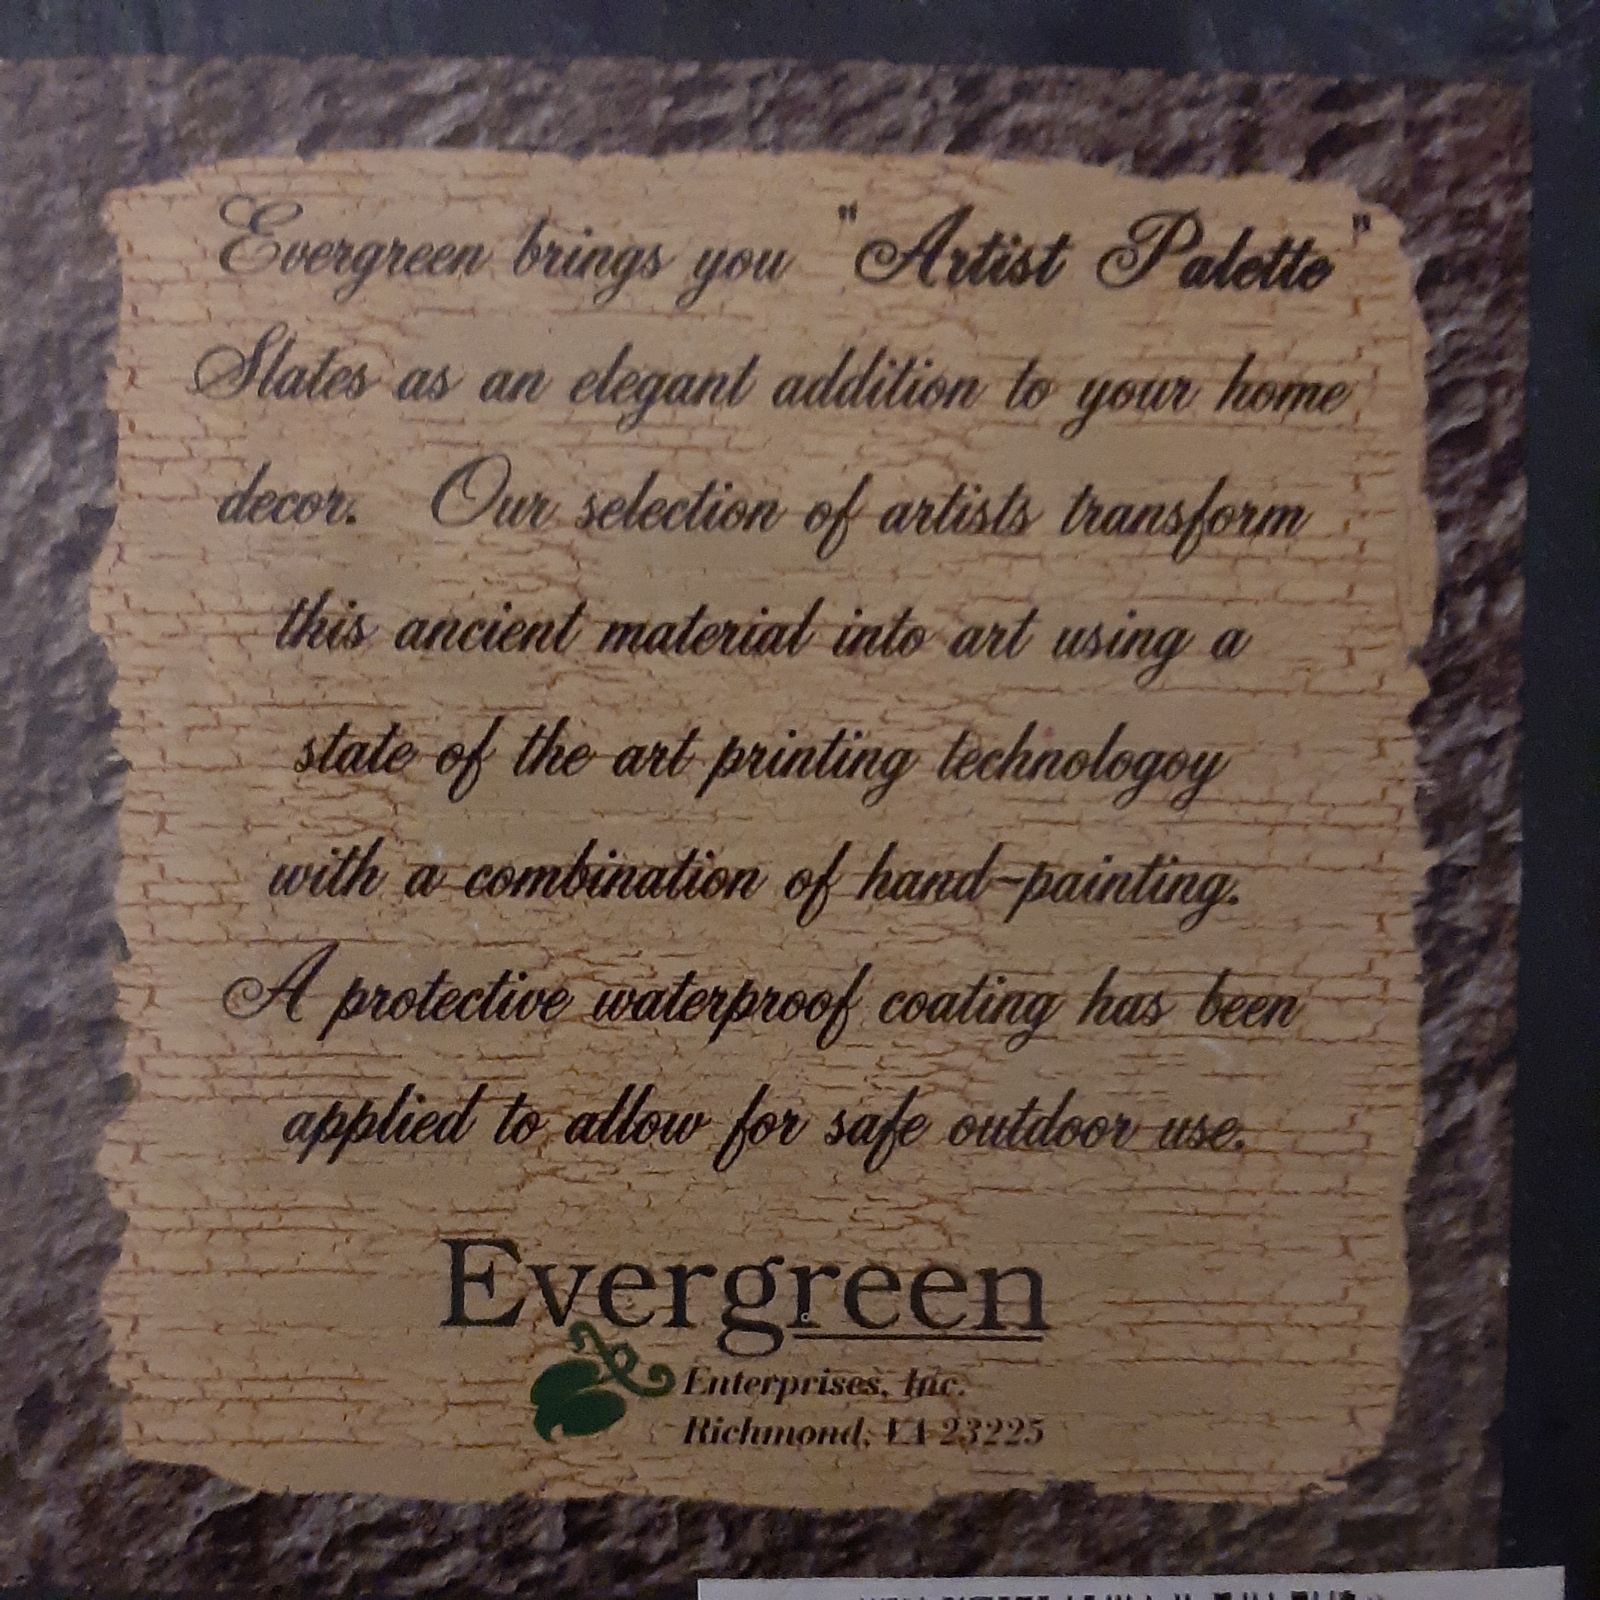 Evergreen brings you "Artist Palette"
Slates as an elegant addition to your home
decor. Our selection of artists transform
this ancient material into art using a
state of the art printing technologoy
with a combination of hand-painting.
A protective waterproof coating has been
applied to allow for safe outdoor use.
Evergreen
Enterprises, Inc.
Richmond, VA 23225